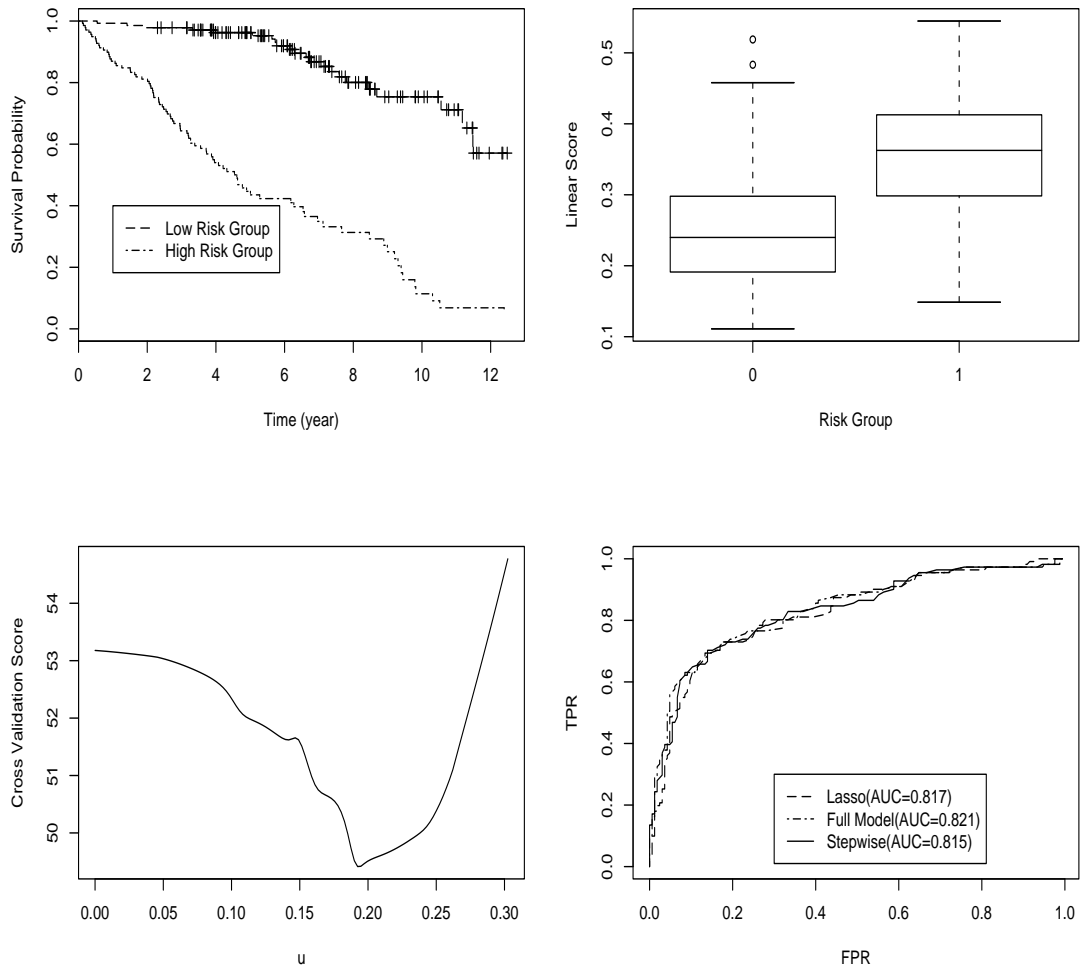 Survival Probability
1.0
0.8
0.6
0.4
0.2
0.0
Low Risk Group
High Risk Group
0 2 4 6 8 10 12
Time (year)
Linear Score
0.5
0.4
0.3
0.2
0.1
0 1
Risk Group
Cross Validation Score
54
53
52
51
50
0.00 0.05 0.10 0.15 0.20 0.25 0.30
u
TPR
1.0
0.8
0.6
0.4
0.2
0.0
Lasso(AUC=0.817)
Full Model(AUC=0.821)
Stepwise(AUC=0.815)
0.0 0.2 0.4 0.6 0.8 1.0
FPR